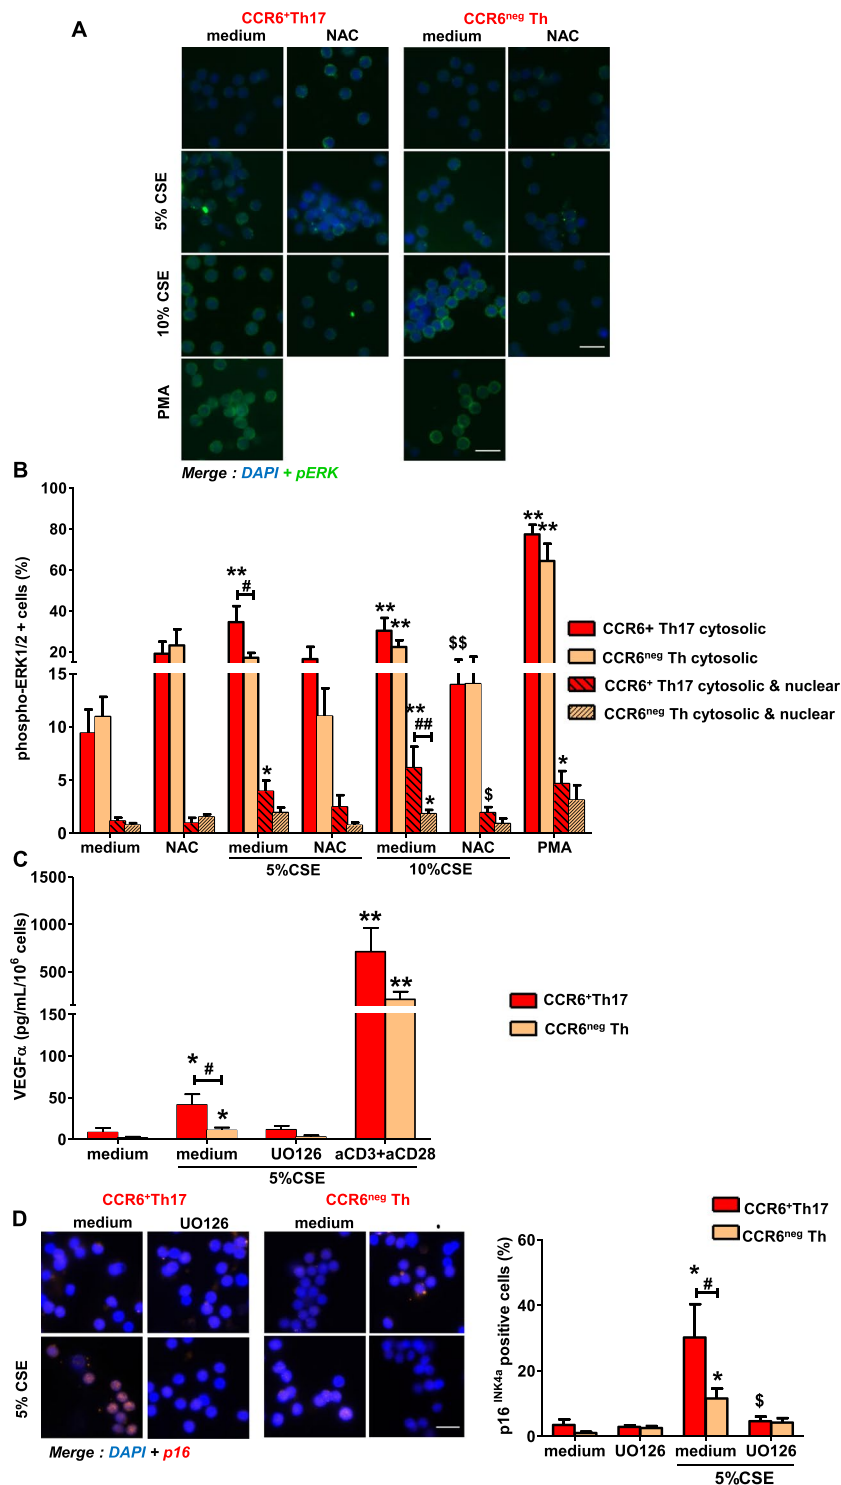 A
CCR6⁺Th17
CCR6ⁿᵉᵍ Th
medium NAC medium NAC
5% CSE
10% CSE
PMA
Merge : DAPI + pERK
B
phospho-ERK1/2 + cells (%)
100
80
60
40
20
15
10
5
0
**
#
*
**
**
**
##
*
$$
$
**
**
*
CCR6+ Th17 cytosolic
CCR6ⁿᵉᵍ Th cytosolic
CCR6⁺ Th17 cytosolic & nuclear
CCR6ⁿᵉᵍ Th cytosolic & nuclear
medium NAC medium NAC medium NAC PMA
5%CSE 10%CSE
C
VEGFα (pg/mL/10⁶ cells)
1500
1000
500
150
100
50
0
*
#
*
**
**
CCR6⁺Th17
CCR6ⁿᵉᵍ Th
medium medium UO126 aCD3+aCD28
5%CSE
D
CCR6⁺Th17
CCR6ⁿᵉᵍ Th
medium UO126 medium
5% CSE
Merge : DAPI + p16
CCR6⁺Th17
CCR6ⁿᵉᵍ Th
p16 ᴵᴺᴷ⁴ᵃ positive cells (%)
60
40
20
0
*
#
*
$
medium UO126 medium UO126
5%CSE